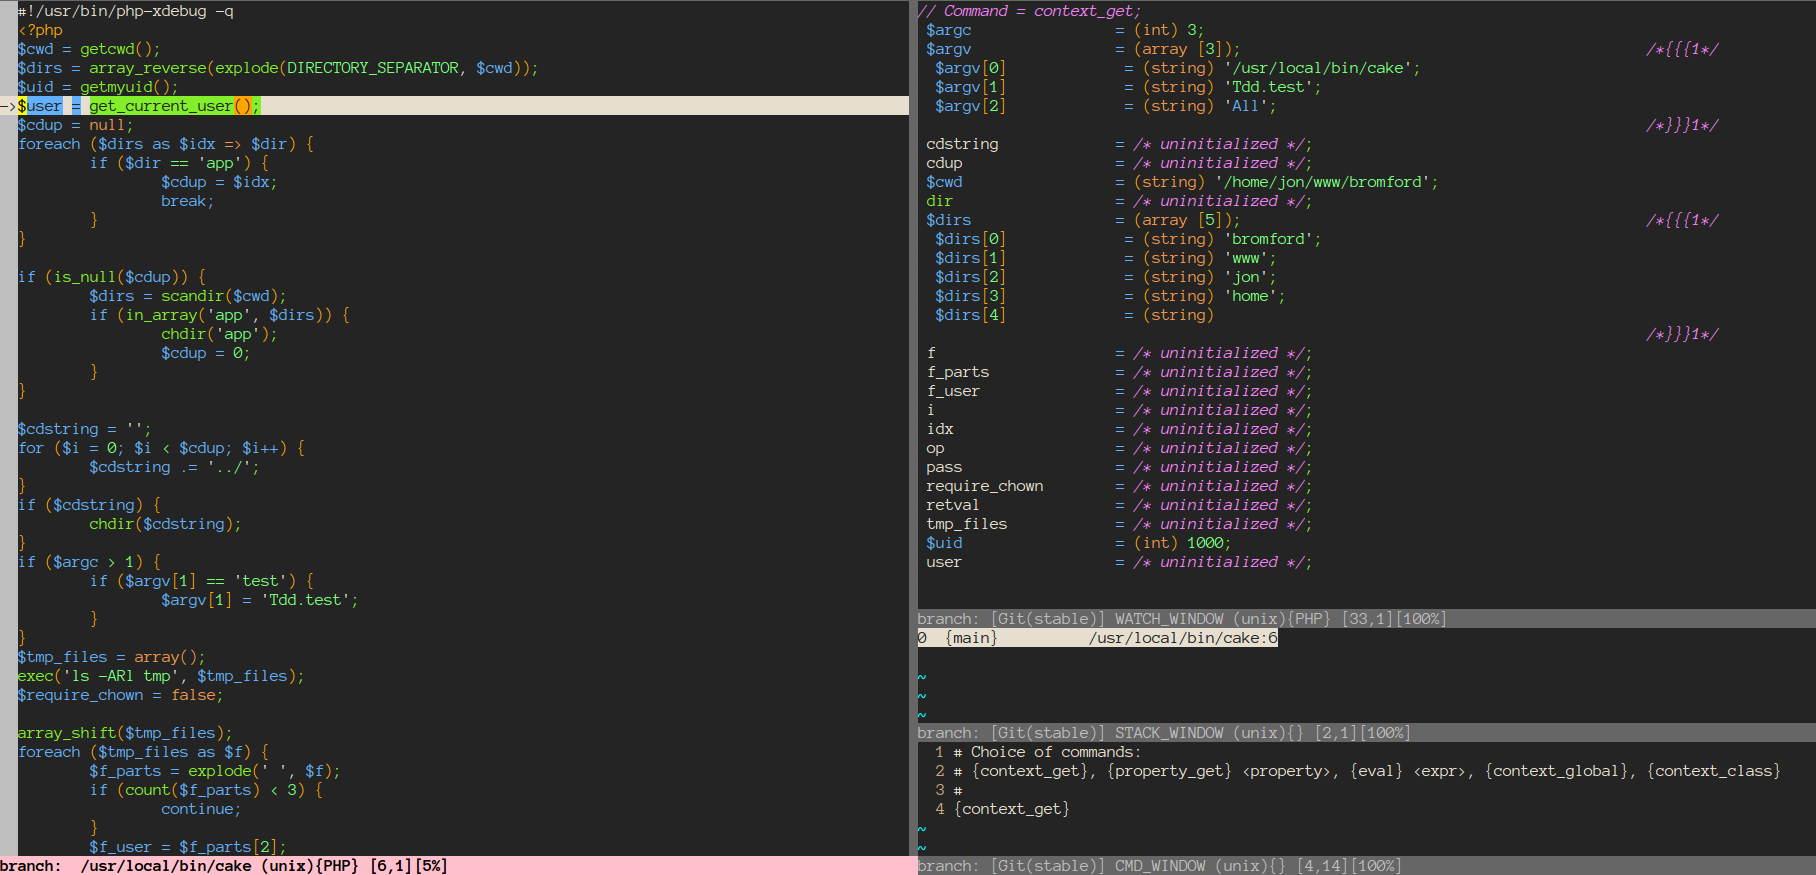 #!/usr/bin/php-xdebug -q
<?php
$cwd = getcwd();
$dirs = array_reverse(explode(DIRECTORY_SEPARATOR, $cwd));
$uid = getmyuid();
->$user = get_current_user();
$cdup = null;
foreach ($dirs as $idx => $dir) {
        if ($dir == 'app') {
                $cdup = $idx;
                break;
        }
}

if (is_null($cdup)) {
        $dirs = scandir($cwd);
        if (in_array('app', $dirs)) {
                chdir('app');
                $cdup = 0;
        }
}

$cdstring = '';
for ($i = 0; $i < $cdup; $i++) {
        $cdstring .= '../';
}
if ($cdstring) {
        chdir($cdstring);
}
if ($argc > 1) {
        if ($argv[1] == 'test') {
                $argv[1] = 'Tdd.test';
        }
}
$tmp_files = array();
exec('ls -ARl tmp', $tmp_files);
$require_chown = false;

array_shift($tmp_files);
foreach ($tmp_files as $f) {
        $f_parts = explode(' ', $f);
        if (count($f_parts) < 3) {
                continue;
        }
        $f_user = $f_parts[2];
branch:  /usr/local/bin/cake (unix){PHP} [6,1][5%]
// Command = context_get;
$argc                = (int) 3;
$argv                = (array [3]);                                             /*{{{1*/
 $argv[0]             = (string) '/usr/local/bin/cake';
 $argv[1]             = (string) 'Tdd.test';
 $argv[2]             = (string) 'All';
/*}}}1*/
cdstring             = /* uninitialized */;
cdup                 = /* uninitialized */;
$cwd                 = (string) '/home/jon/www/bromford';
dir                  = /* uninitialized */;
$dirs                = (array [5]);                                             /*{{{1*/
 $dirs[0]             = (string) 'bromford';
 $dirs[1]             = (string) 'www';
 $dirs[2]             = (string) 'jon';
 $dirs[3]             = (string) 'home';
 $dirs[4]             = (string)
/*}}}1*/
f                    = /* uninitialized */;
f_parts              = /* uninitialized */;
f_user               = /* uninitialized */;
i                    = /* uninitialized */;
idx                  = /* uninitialized */;
op                   = /* uninitialized */;
pass                 = /* uninitialized */;
require_chown        = /* uninitialized */;
retval               = /* uninitialized */;
tmp_files            = /* uninitialized */;
$uid                 = (int) 1000;
user                 = /* uninitialized */;
branch: [Git(stable)] WATCH_WINDOW (unix){PHP} [33,1][100%]
0  {main}          /usr/local/bin/cake:6
~
~
~
branch: [Git(stable)] STACK_WINDOW (unix){} [2,1][100%]
1 # Choice of commands:
2 # {context_get}, {property_get} <property>, {eval} <expr>, {context_global}, {context_class}
3 #
4 {context_get}
~
~
branch: [Git(stable)] CMD_WINDOW (unix){} [4,14][100%]